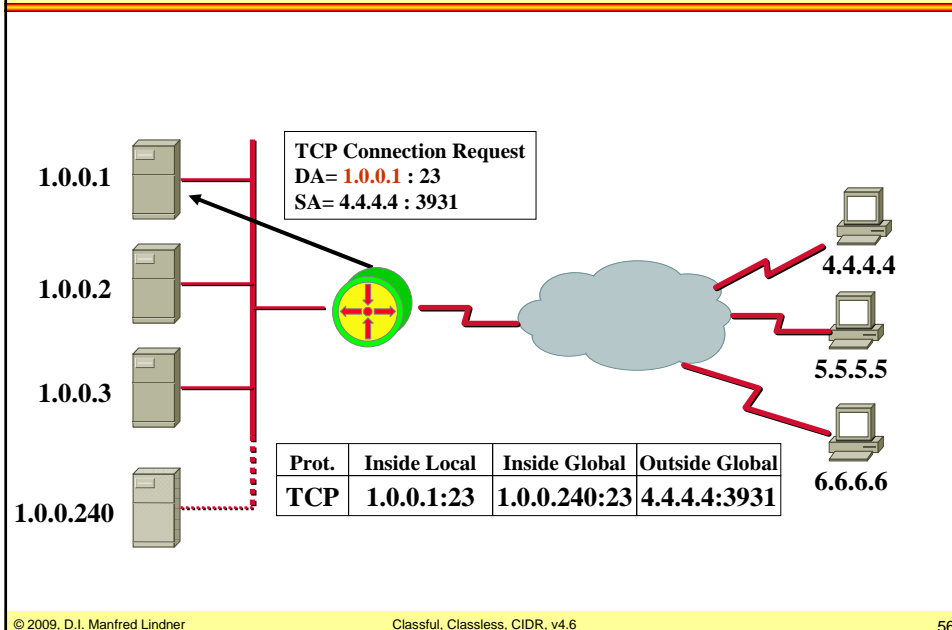 TCP Connection Request
DA= 1.0.0.1 : 23
SA= 4.4.4.4 : 3931
1.0.0.1
1.0.0.2
1.0.0.3
1.0.0.240
4.4.4.4
5.5.5.5
6.6.6.6
Prot. Inside Local Inside Global Outside Global
TCP 1.0.0.1:23 1.0.0.240:23 4.4.4.4:3931
© 2009, D.I. Manfred Lindner Classful, Classless, CIDR, v4.6 56